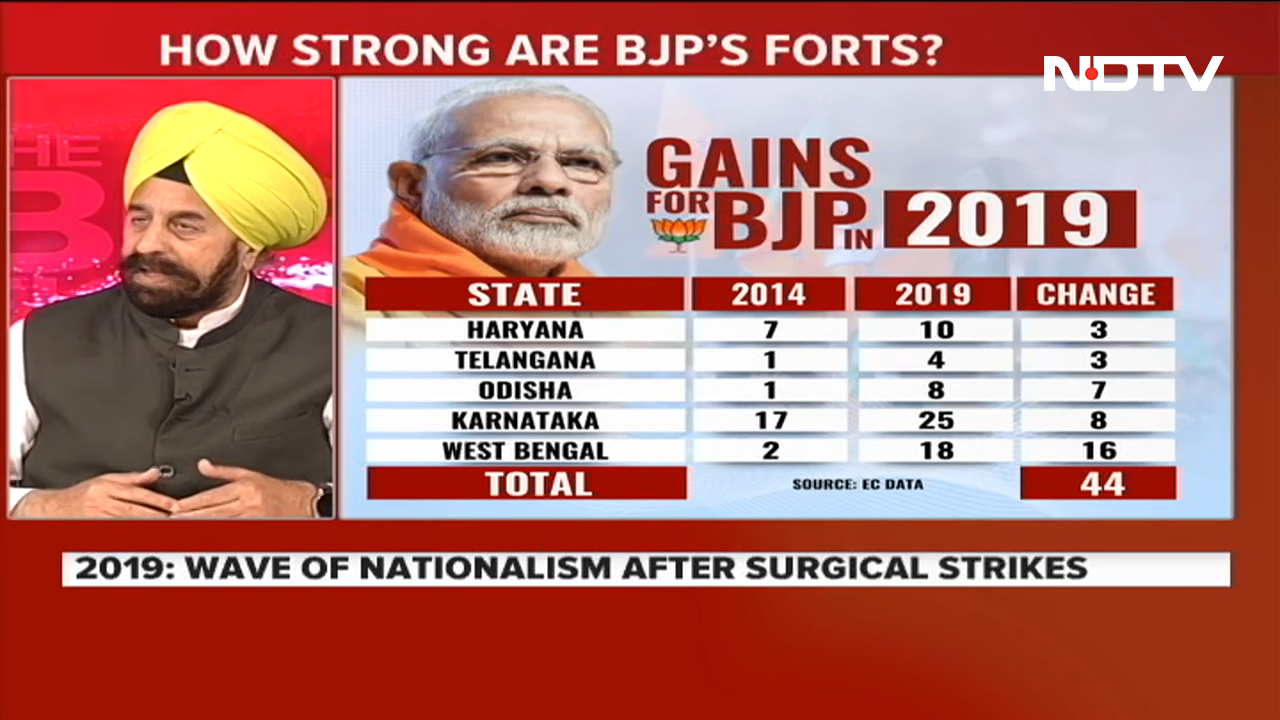 HOW STRONG ARE BJP'S FORTS?
NDTV
HE
B
GAINS
FOR BJP IN 2019
STATE 2014 2019 CHANGE
HARYANA 7 10 3
TELANGANA 1 4 3
ODISHA 1 8 7
KARNATAKA 17 25 8
WEST BENGAL 2 18 16
TOTAL SOURCE: EC DATA 44
2019: WAVE OF NATIONALISM AFTER SURGICAL STRIKES